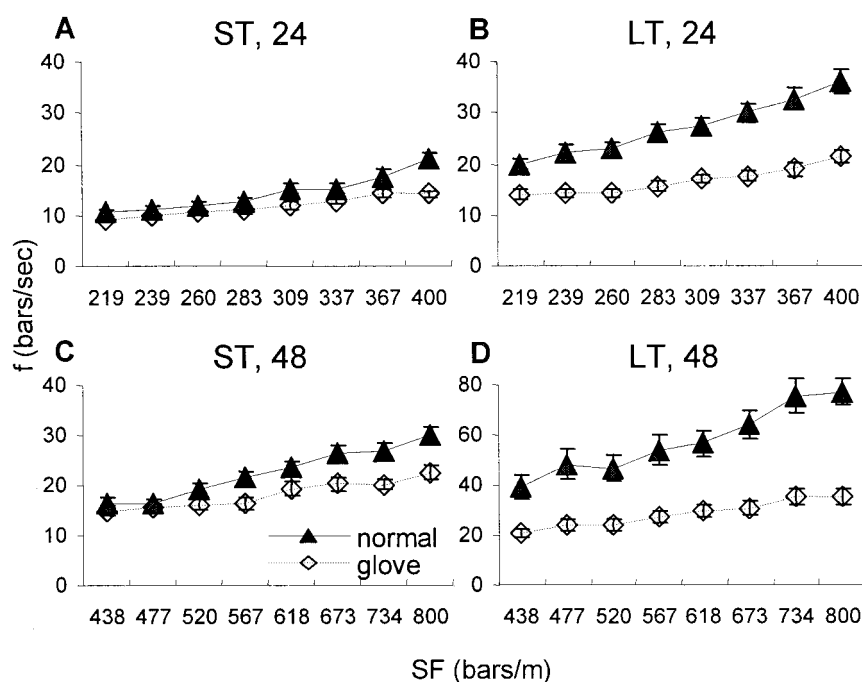 A
ST, 24
40
30
20
10
0
219 239 260 283 309 337 367 400
B
LT, 24
40
30
20
10
0
219 239 260 283 309 337 367 400
f (bars/sec)
C
ST, 48
40
30
20
10
0
normal
glove
438 477 520 567 618 673 734 800
D
LT, 48
80
60
40
20
0
438 477 520 567 618 673 734 800
SF (bars/m)